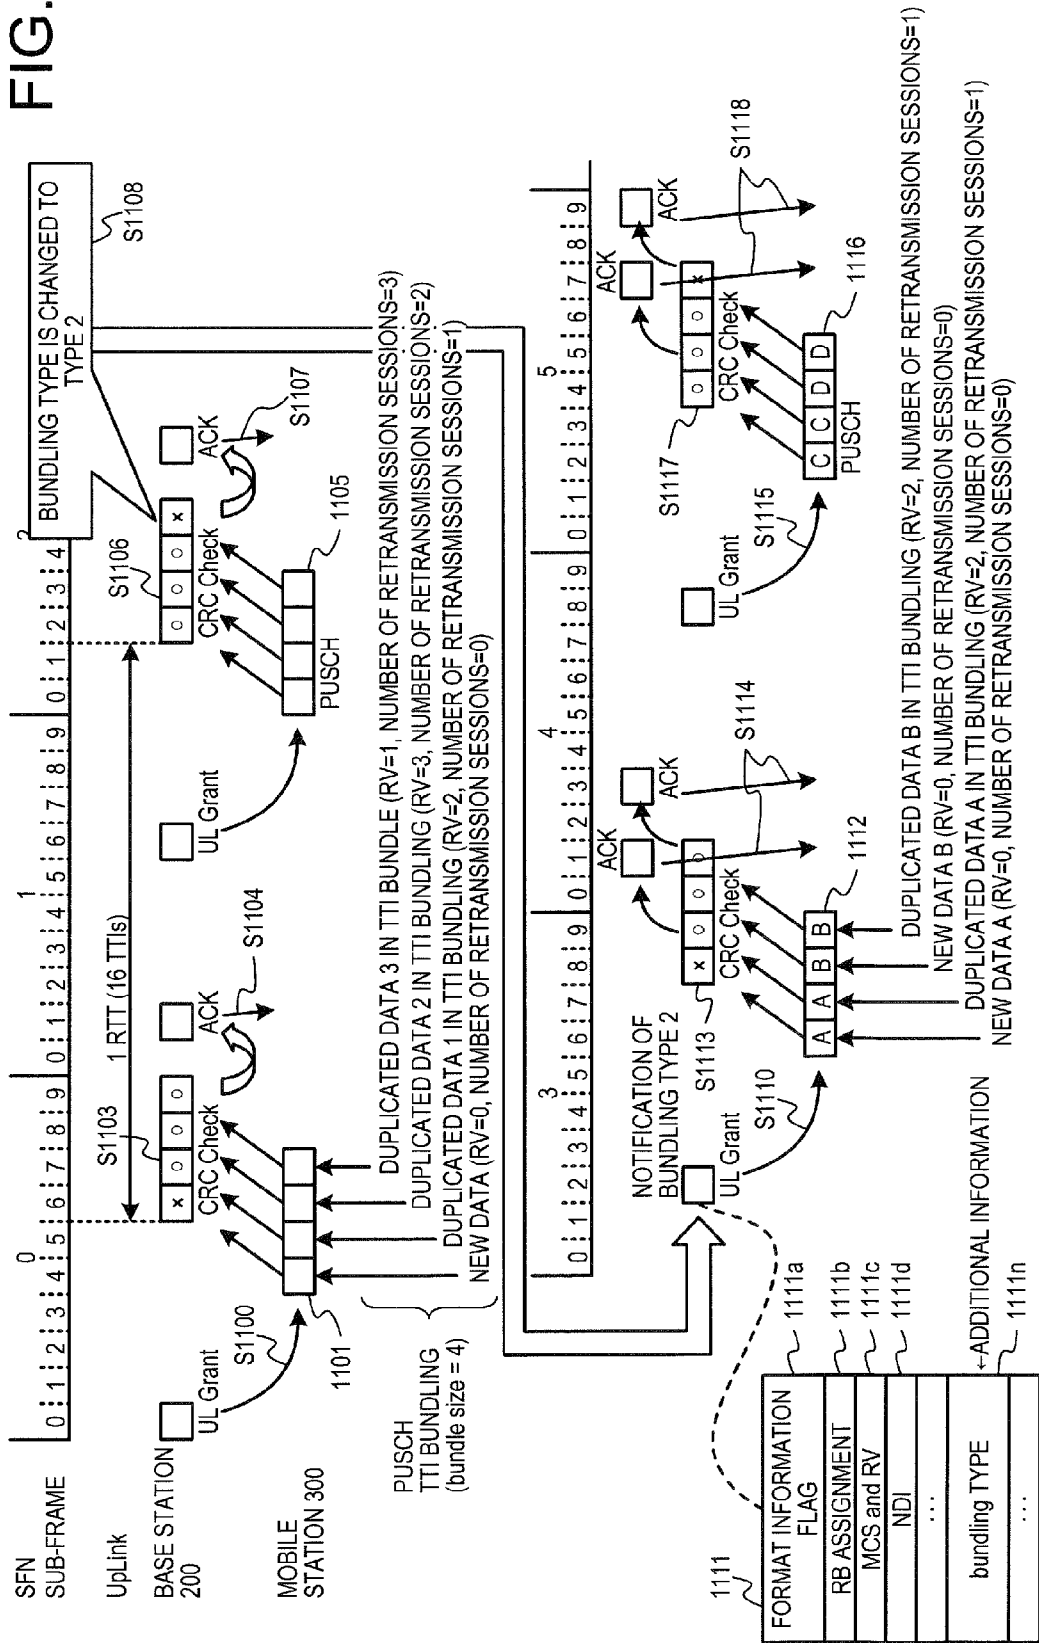 FIG.
SFN
SUB-FRAME
0 1 2
0 1 2 3 4 5 6 7 8 9 0 1 2 3 4 5 6 7 8 9 0 1 2 3 4
UpLink
BASE STATION
200
UL Grant
S1100
S1103
x ○ ○ ○
CRC Check
ACK
S1104
1 RTT (16 TTIs)
UL Grant
S1106
○ ○ ○ x
CRC Check
ACK
S1107
BUNDLING TYPE IS CHANGED TO
TYPE 2
S1108
MOBILE
STATION 300
1101
PUSCH
1105
PUSCH
TTI BUNDLING
(bundle size = 4)
DUPLICATED DATA 3 IN TTI BUNDLE (RV=1, NUMBER OF RETRANSMISSION SESSIONS=3)
DUPLICATED DATA 2 IN TTI BUNDLING (RV=3, NUMBER OF RETRANSMISSION SESSIONS=2)
DUPLICATED DATA 1 IN TTI BUNDLING (RV=2, NUMBER OF RETRANSMISSION SESSIONS=1)
NEW DATA (RV=0, NUMBER OF RETRANSMISSION SESSIONS=0)
3 4 5
0 1 2 3 4 5 6 7 8 9 0 1 2 3 4 5 6 7 8 9 0 1 2 3 4 5 6 7 8 9
NOTIFICATION OF
BUNDLING TYPE 2
UL Grant
S1110
S1113
x ○ ○ ○
CRC Check
ACK
ACK
S1114
A A B B
1112
UL Grant
S1115
S1117
○ ○ ○ x
CRC Check
ACK
ACK
S1118
C C D D
PUSCH
1116
DUPLICATED DATA B IN TTI BUNDLING (RV=2, NUMBER OF RETRANSMISSION SESSIONS=1)
NEW DATA B (RV=0, NUMBER OF RETRANSMISSION SESSIONS=0)
DUPLICATED DATA A IN TTI BUNDLING (RV=2, NUMBER OF RETRANSMISSION SESSIONS=1)
NEW DATA A (RV=0, NUMBER OF RETRANSMISSION SESSIONS=0)
1111
FORMAT INFORMATION
FLAG
1111a
RB ASSIGNMENT
1111b
MCS and RV
1111c
NDI
1111d
...
bundling TYPE
←ADDITIONAL INFORMATION
1111n
...